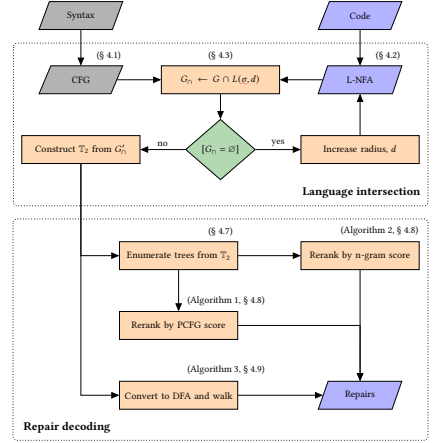 Syntax
Code
(§ 4.1)
(§ 4.3)
(§ 4.2)
CFG
G∩ ← G ∩ L(σ, d)
L-NFA
[G∩ = ∅]
no
yes
Construct 𝕋₂ from G′∩
Increase radius, d
Language intersection
(§ 4.7)
(Algorithm 2, § 4.8)
Enumerate trees from 𝕋₂
Rerank by n-gram score
(Algorithm 1, § 4.8)
Rerank by PCFG score
(Algorithm 3, § 4.9)
Convert to DFA and walk
Repairs
Repair decoding